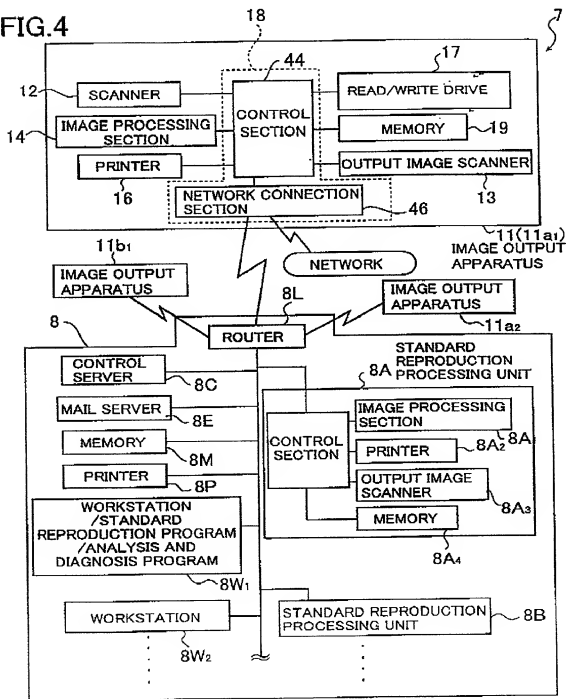 FIG.4
18
7
44
17
12
SCANNER
CONTROL
SECTION
READ/WRITE DRIVE
14
IMAGE PROCESSING
SECTION
MEMORY
19
PRINTER
16
OUTPUT IMAGE SCANNER
13
NETWORK CONNECTION
SECTION
46
11(11a1)
IMAGE OUTPUT
APPARATUS
11b1
IMAGE OUTPUT
APPARATUS
NETWORK
IMAGE OUTPUT
APPARATUS
11a2
8L
ROUTER
8
STANDARD
REPRODUCTION
PROCESSING UNIT
8A
CONTROL
SERVER
8C
MAIL SERVER
8E
MEMORY
8M
PRINTER
8P
CONTROL
SECTION
IMAGE PROCESSING
SECTION
8A
PRINTER
8A2
OUTPUT IMAGE
SCANNER
8A3
MEMORY
8A4
WORKSTATION
/STANDARD
REPRODUCTION PROGRAM
/ANALYSIS AND
DIAGNOSIS PROGRAM
8W1
WORKSTATION
8W2
STANDARD REPRODUCTION
PROCESSING UNIT
8B